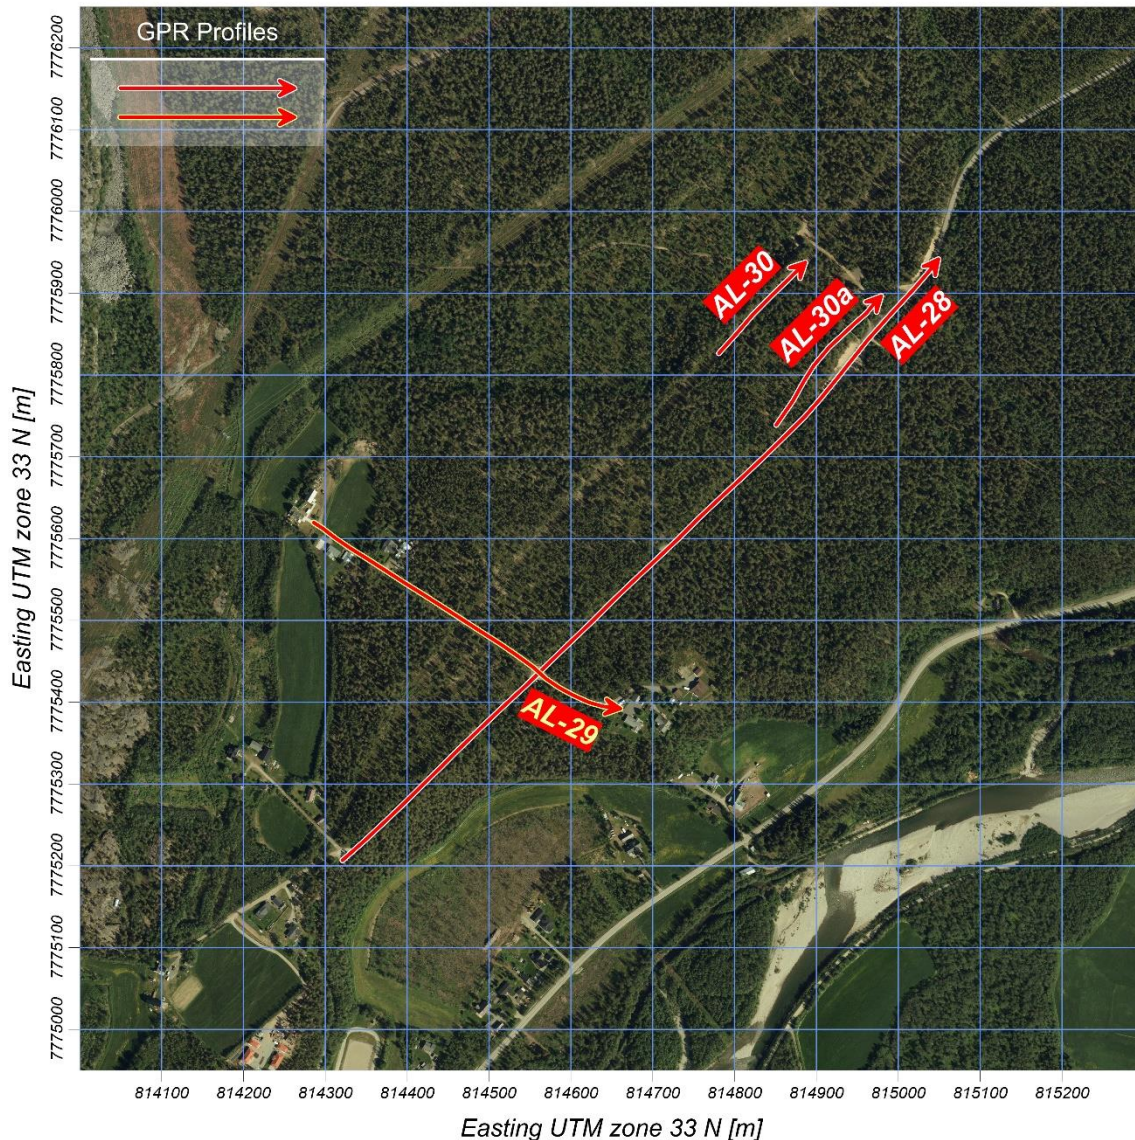 GPR Profiles
7776200
7776100
7776000
7775900
7775800
7775700
7775600
7775500
7775400
7775300
7775200
7775100
7775000
Easting UTM zone 33 N [m]
AL-30
AL-30a
AL-28
AL-29
814100 814200 814300 814400 814500 814600 814700 814800 814900 815000 815100 815200
Easting UTM zone 33 N [m]